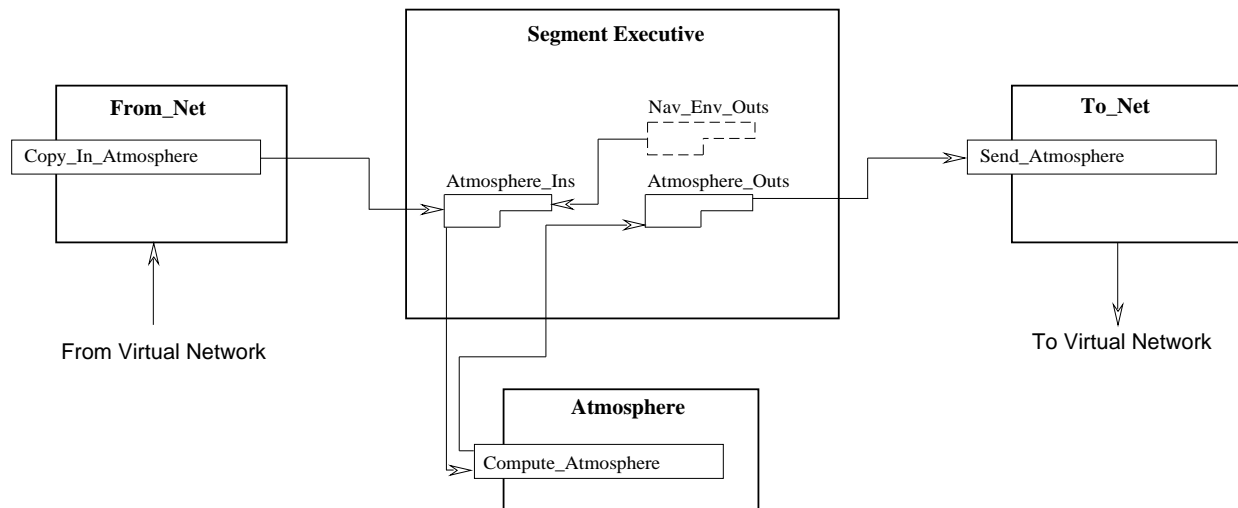 Segment Executive
From_Net
Nav_Env_Outs
To_Net
Copy_In_Atmosphere
Send_Atmosphere
Atmosphere_Ins
Atmosphere_Outs
From Virtual Network
To Virtual Network
Atmosphere
Compute_Atmosphere